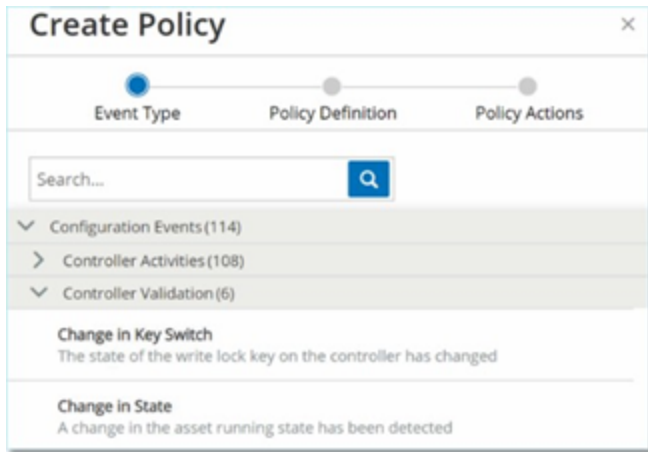 Create Policy
Event Type Policy Definition Policy Actions
Search...
Configuration Events (114)
Controller Activities (108)
Controller Validation (6)
Change in Key Switch
The state of the write lock key on the controller has changed
Change in State
A change in the asset running state has been detected